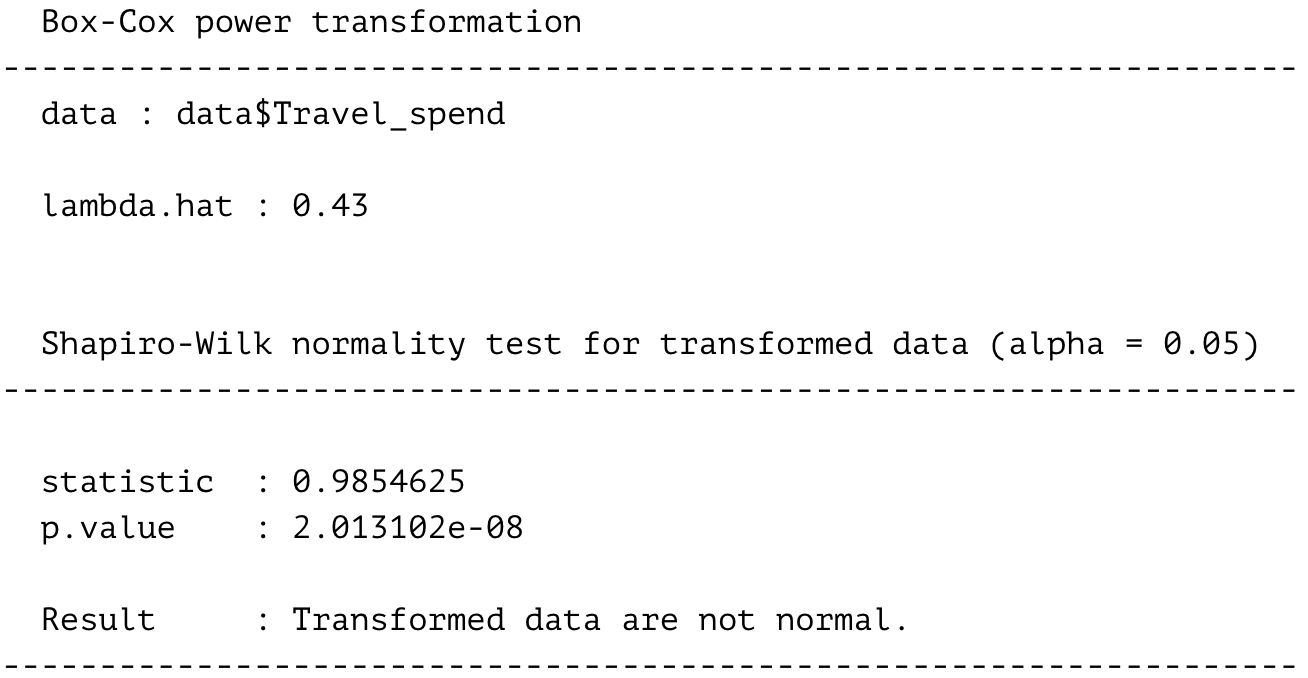 Box-Cox power transformation
---------------------------------------------------------------------
data : data$Travel_spend
lambda.hat : 0.43
Shapiro-Wilk normality test for transformed data (alpha = 0.05)
---------------------------------------------------------------------
statistic  : 0.9854625
p.value    : 2.013102e-08
Result     : Transformed data are not normal.
---------------------------------------------------------------------